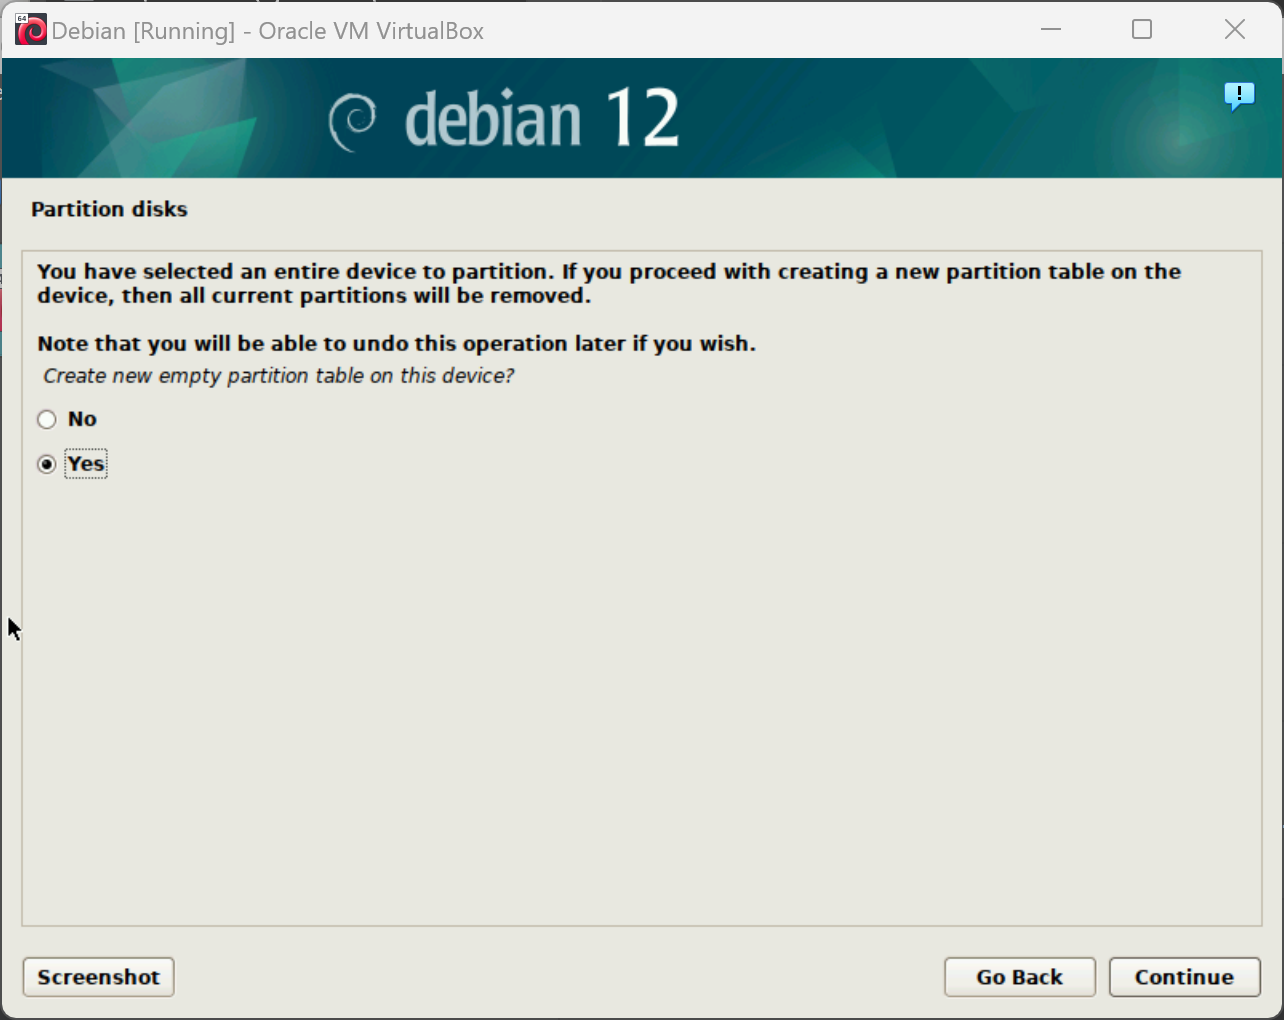 64
Debian [Running] - Oracle VM VirtualBox
debian 12
!
Partition disks
You have selected an entire device to partition. If you proceed with creating a new partition table on the
device, then all current partitions will be removed.
Note that you will be able to undo this operation later if you wish.
Create new empty partition table on this device?
No
Yes
Screenshot
Go Back
Continue